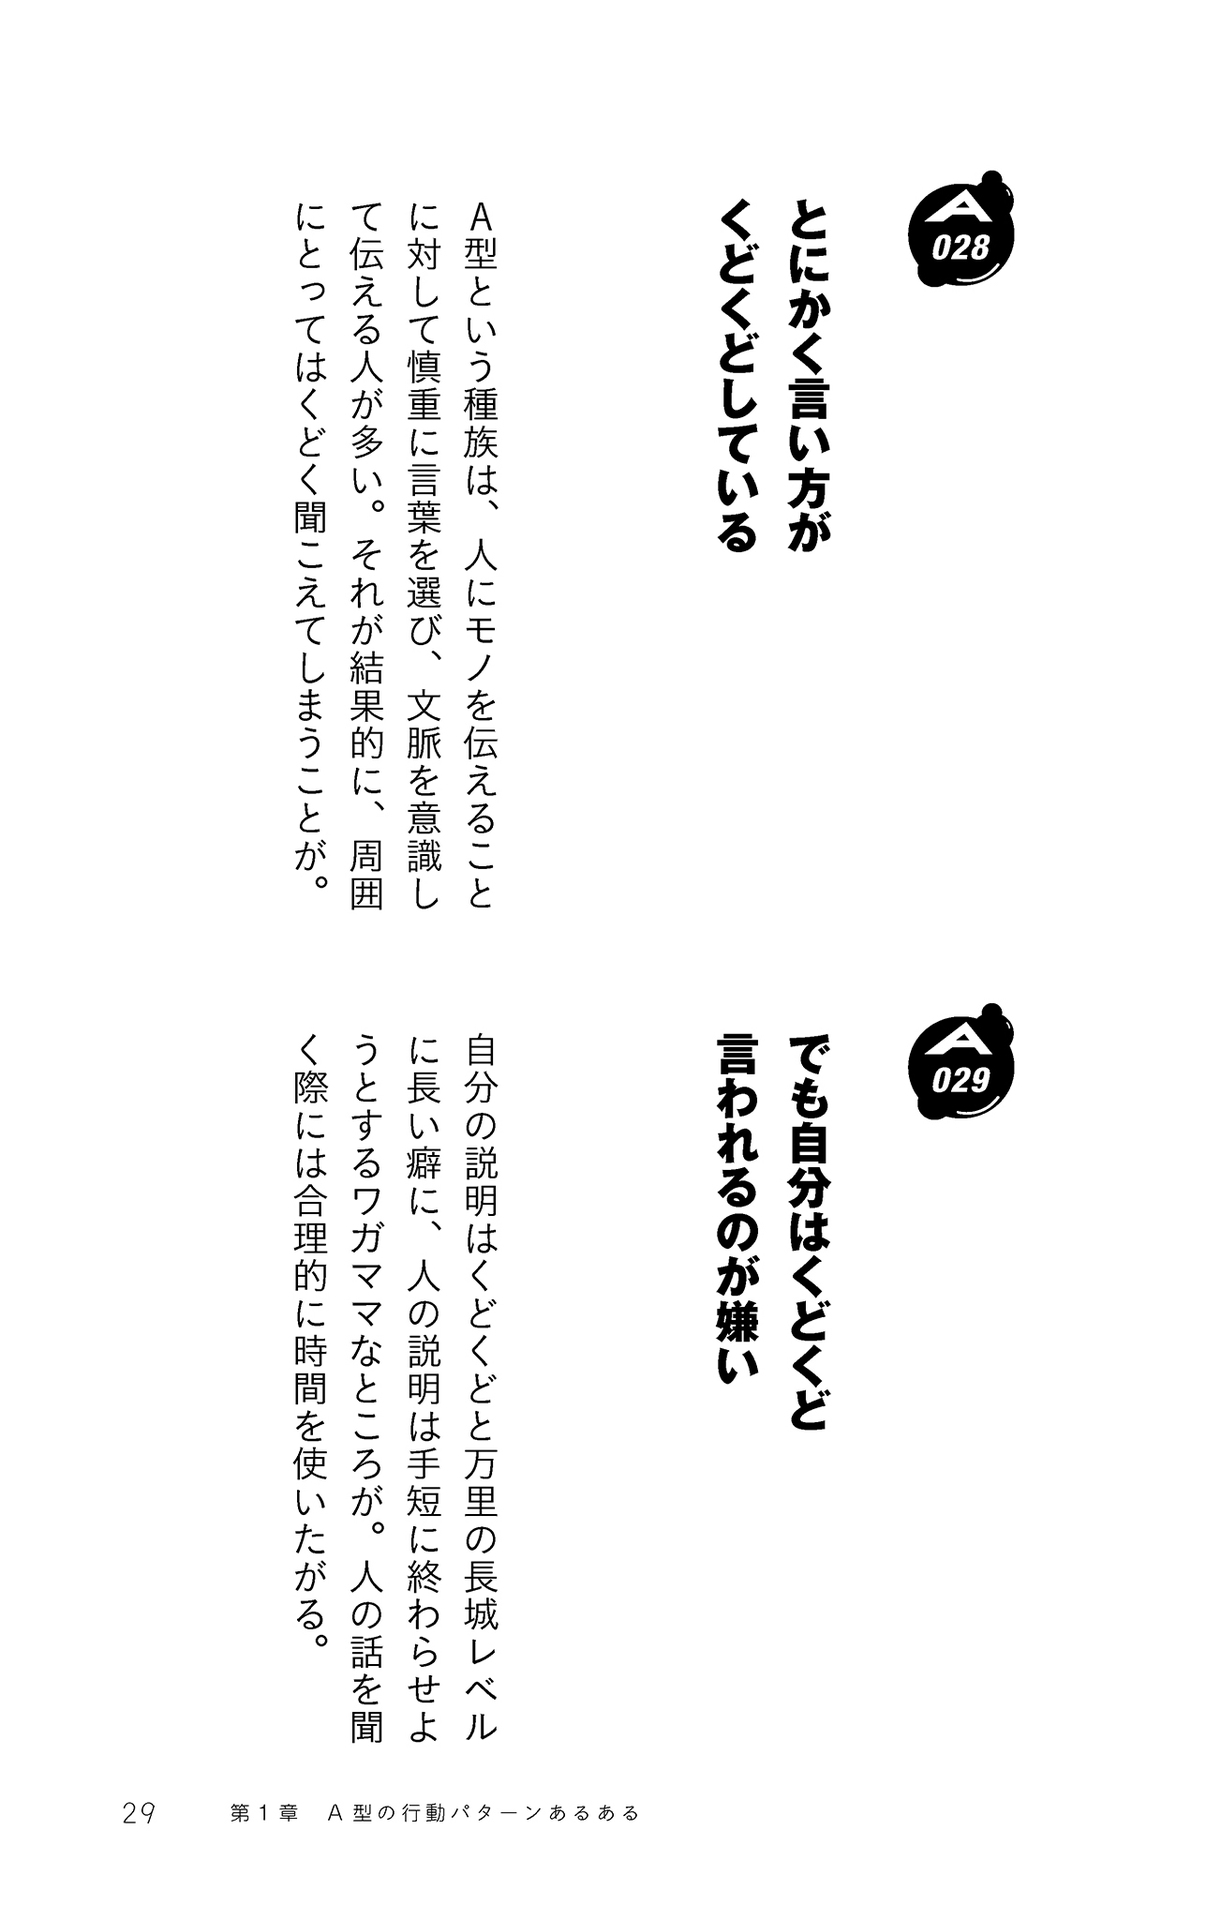 A
028
とにかく言い方が
くどくどしている
A型という種族は、人にモノを伝えること
に対して慎重に言葉を選び、文脈を意識し
て伝える人が多い。それが結果的に、周囲
にとってはくどく聞こえてしまうことが。
A
029
でも自分はくどくど
言われるのが嫌い
自分の説明はくどくどと万里の長城レベル
に長い癖に、人の説明は手短に終わらせよ
うとするワガママなところが。人の話を聞
く際には合理的に時間を使いたがる。
29 第1章 A型の行動パターンあるある